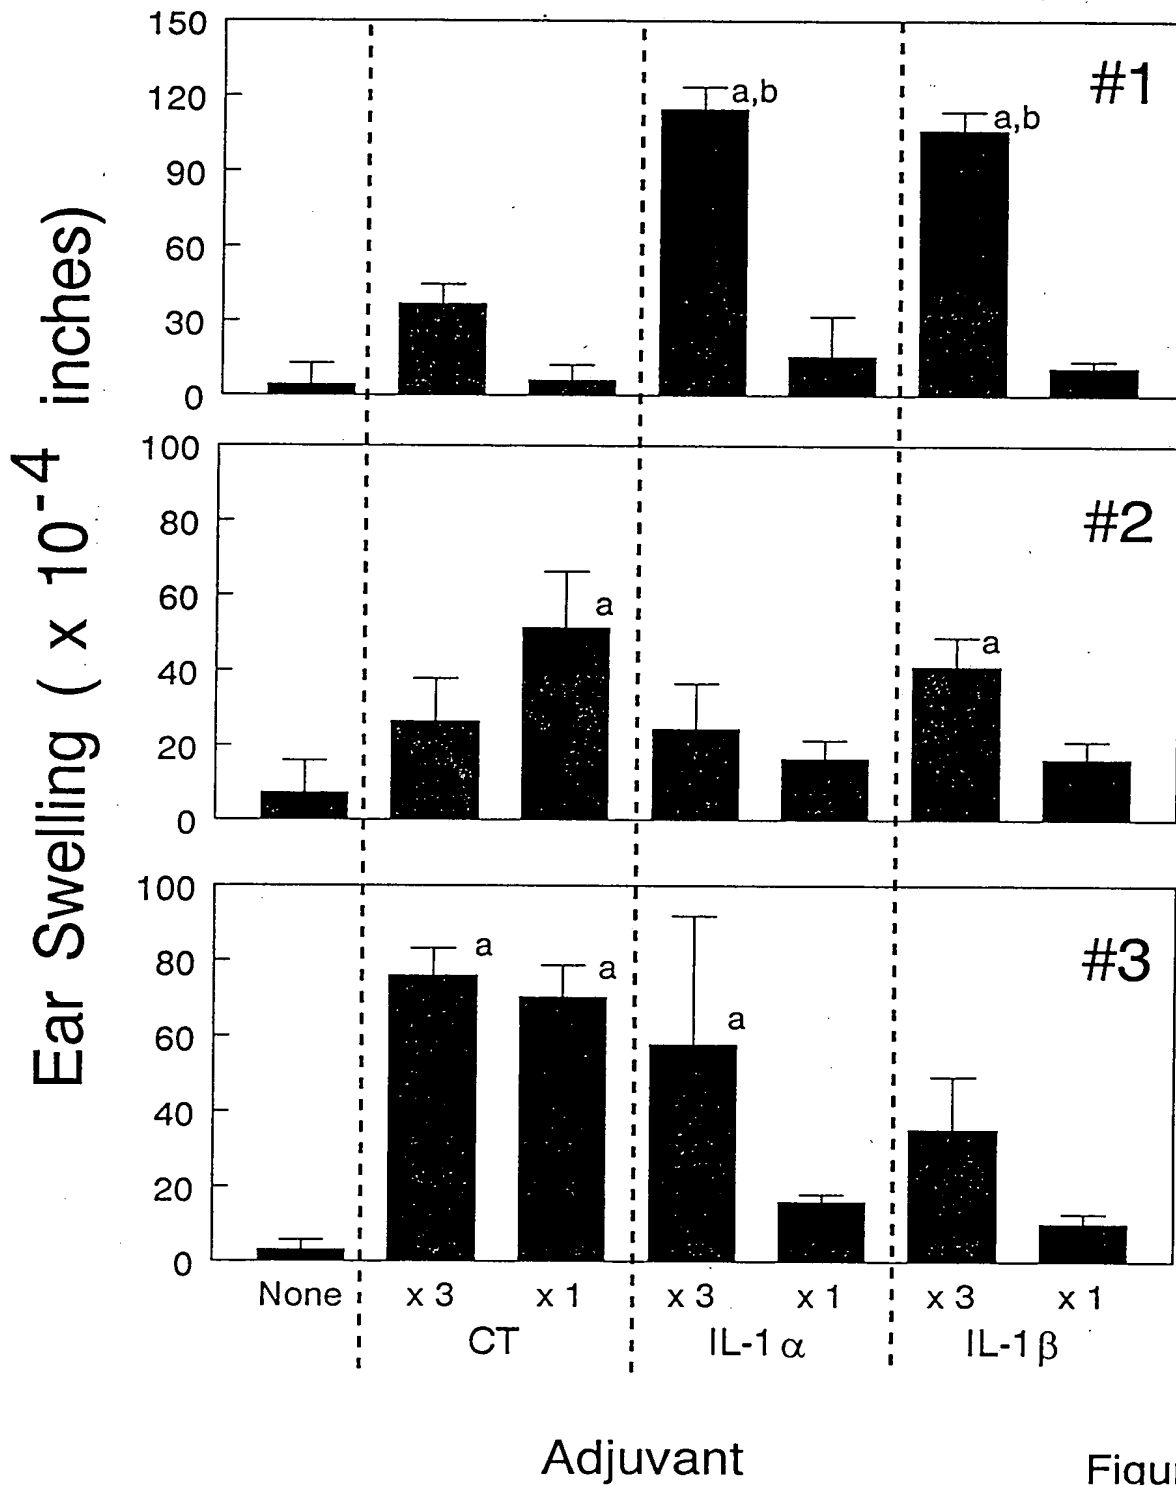 Ear Swelling ( x 10⁻⁴ inches)
150
120
90
60
30
0
#1
a,b
a,b
100
80
60
40
20
0
#2
a
a
100
80
60
40
20
0
#3
a
a
a
None x 3 x 1 x 3 x 1 x 3 x 1
CT IL-1 α IL-1 β
Adjuvant